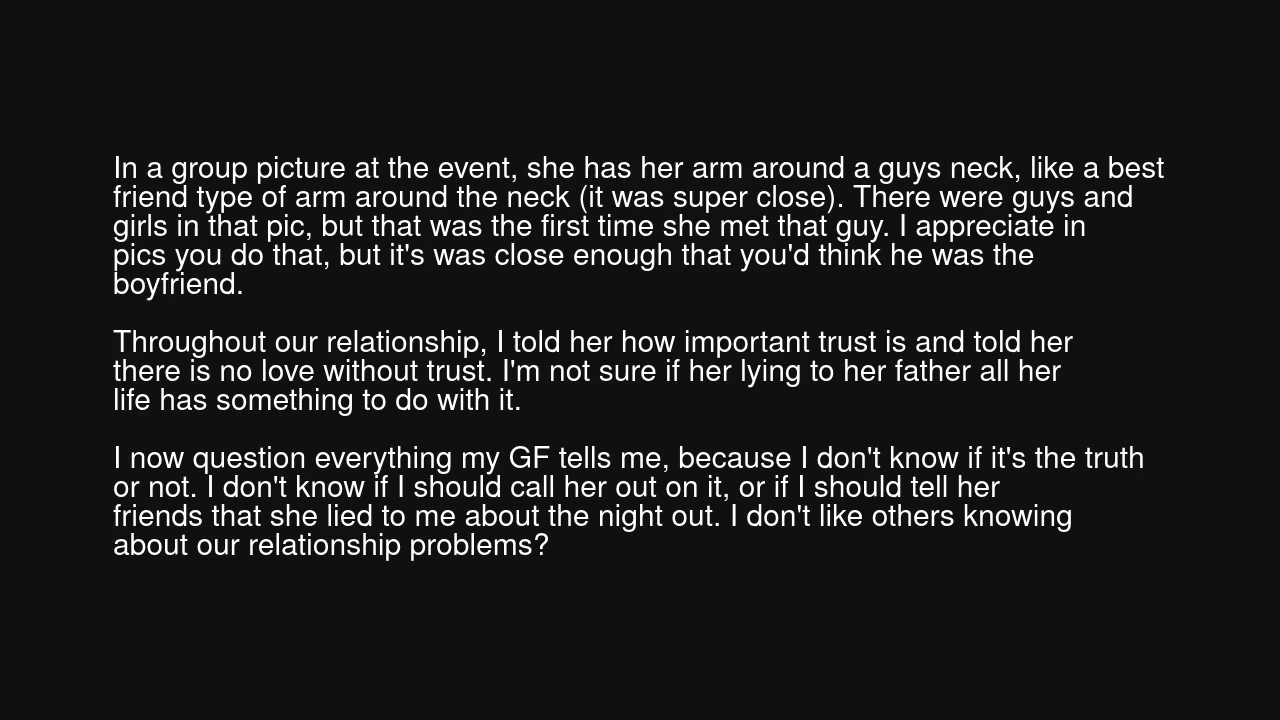 In a group picture at the event, she has her arm around a guys neck, like a best
friend type of arm around the neck (it was super close). There were guys and
girls in that pic, but that was the first time she met that guy. I appreciate in
pics you do that, but it's was close enough that you'd think he was the
boyfriend.
Throughout our relationship, I told her how important trust is and told her
there is no love without trust. I'm not sure if her lying to her father all her
life has something to do with it.
I now question everything my GF tells me, because I don't know if it's the truth
or not. I don't know if I should call her out on it, or if I should tell her
friends that she lied to me about the night out. I don't like others knowing
about our relationship problems?